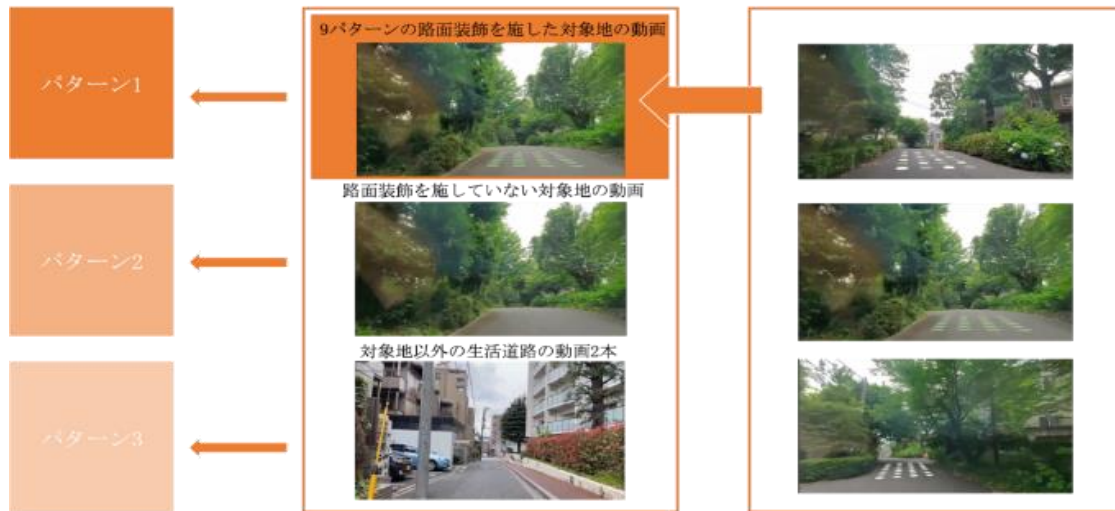 パターン1
パターン2
パターン3
9パターンの路面装飾を施した対象地の動画
路面装飾を施していない対象地の動画
対象地以外の生活道路の動画2本